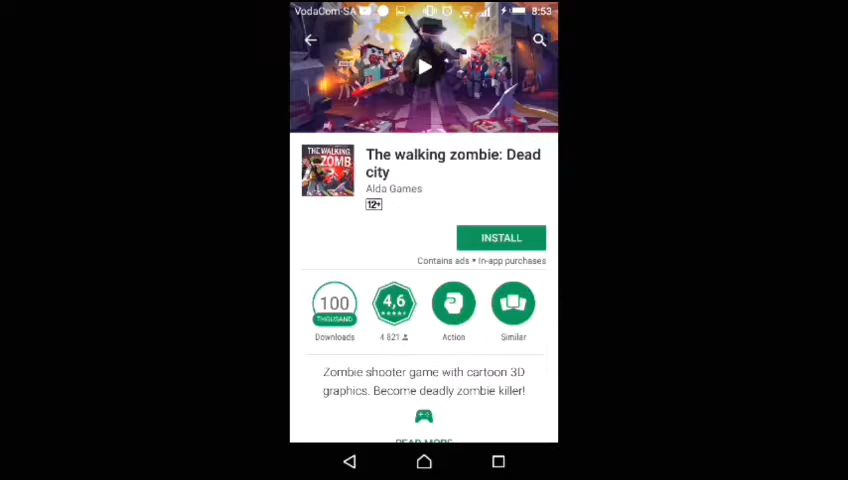 VodaCom-SA
8:53
THE WALKING
ZOMB
The walking zombie: Dead
city
Alda Games
12+
INSTALL
Contains ads • In-app purchases
100
THOUSAND
4,6
Downloads
4 821
Action
Similar
Zombie shooter game with cartoon 3D
graphics. Become deadly zombie killer!
READ MORE